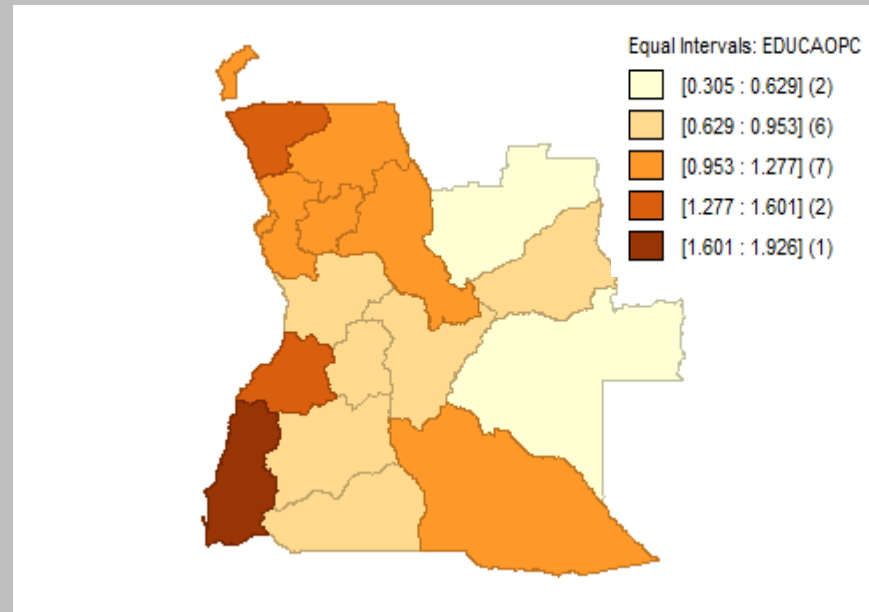 Equal Intervals: EDUCAOPC
[0.305 : 0.629] (2)
[0.629 : 0.953] (6)
[0.953 : 1.277] (7)
[1.277 : 1.601] (2)
[1.601 : 1.926] (1)